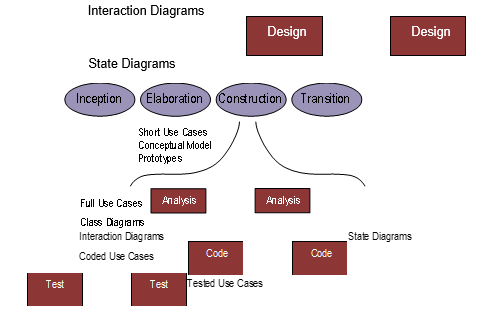 Interaction Diagrams
Design
Design
State Diagrams
Inception
Elaboration
Construction
Transition
Short Use Cases
Conceptual Model
Prototypes
Full Use Cases
Analysis
Analysis
Class Diagrams
Interaction Diagrams
State Diagrams
Coded Use Cases
Code
Code
Test
Test
Tested Use Cases